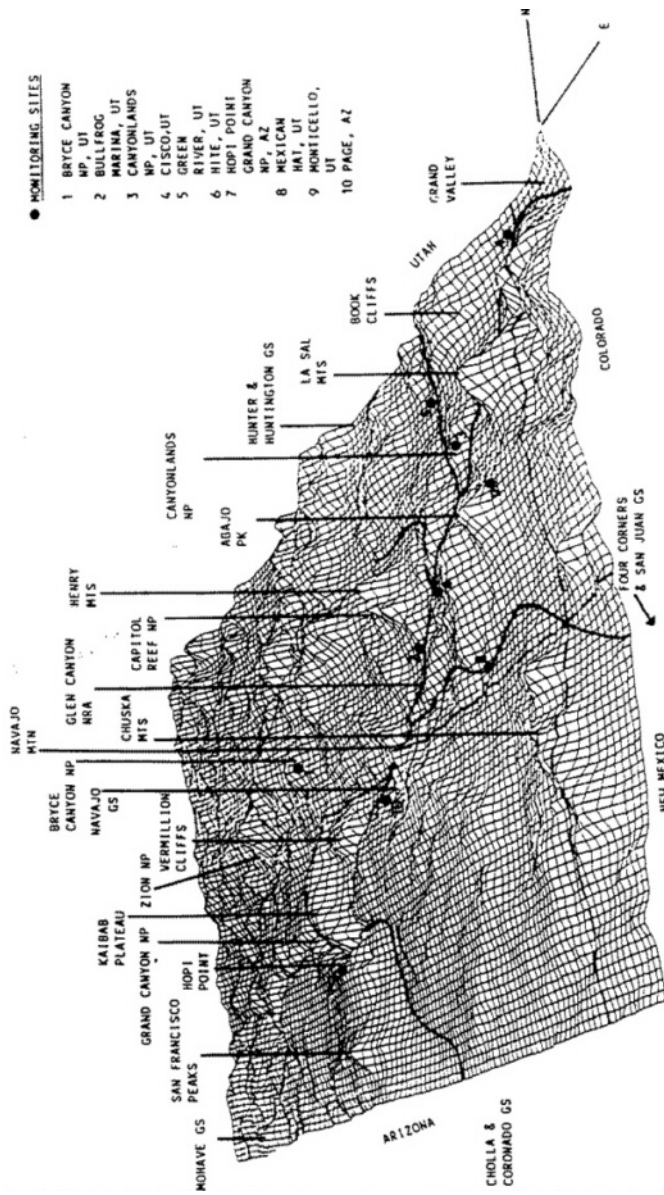 ● MONITORING SITES
1 BRYCE CANYON
NP, UT
2 BULLFROG
MARINA, UT
3 CANYONLANDS
NP, UT
4 CISCO,UT
5 GREEN
RIVER, UT
6 HITE, UT
7 HOPI POINT
GRAND CANYON
NP, AZ
8 MEXICAN
HAT, UT
9 MONTICELLO,
UT
10 PAGE, AZ
MOHAVE GS
SAN FRANCISCO
PEAKS
HOPI
POINT
GRAND CANYON NP
KAIBAB
PLATEAU
ZION NP
VERMILLION
CLIFFS
NAVAJO
GS
BRYCE
CANYON NP
NAVAJO
MTN
CHUSKA
MTS
GLEN CANYON
NRA
CAPITOL
REEF NP
HENRY
MTS
ABAJO
PK
CANYONLANDS
NP
HUNTER &
HUNTINGTON GS
LA SAL
MTS
BOOK
CLIFFS
UTAH
GRAND
VALLEY
N
E
COLORADO
FOUR CORNERS
& SAN JUAN GS
NEW MEXICO
ARIZONA
CHOLLA &
CORONADO GS